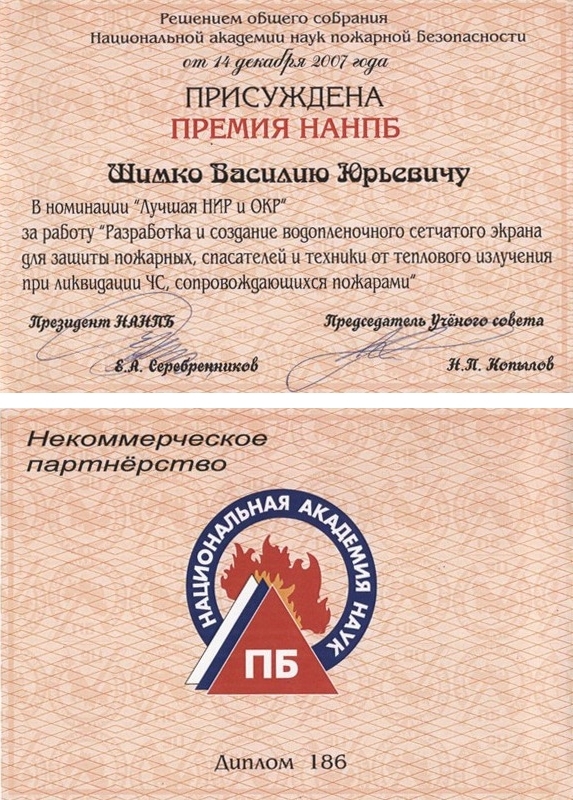 Решением общего собрания
Национальной академии наук пожарной Безопасности
от 14 декабря 2007 года
ПРИСУЖДЕНА
ПРЕМИЯ НАНПБ
Шимко Василию Юрьевичу
В номинации "Лучшая НИР и ОКР"
за работу "Разработка и создание водопленочного сетчатого экрана
для защиты пожарных, спасателей и техники от теплового излучения
при ликвидации ЧС, сопровождающихся пожарами"
Президент НАНПБ Председатель Учёного совета
Е.А. Серебренников Н.П. Копылов
Некоммерческое
партнёрство
НАЦИОНАЛЬНАЯ АКАДЕМИЯ НАУК
ПБ
Диплом 186